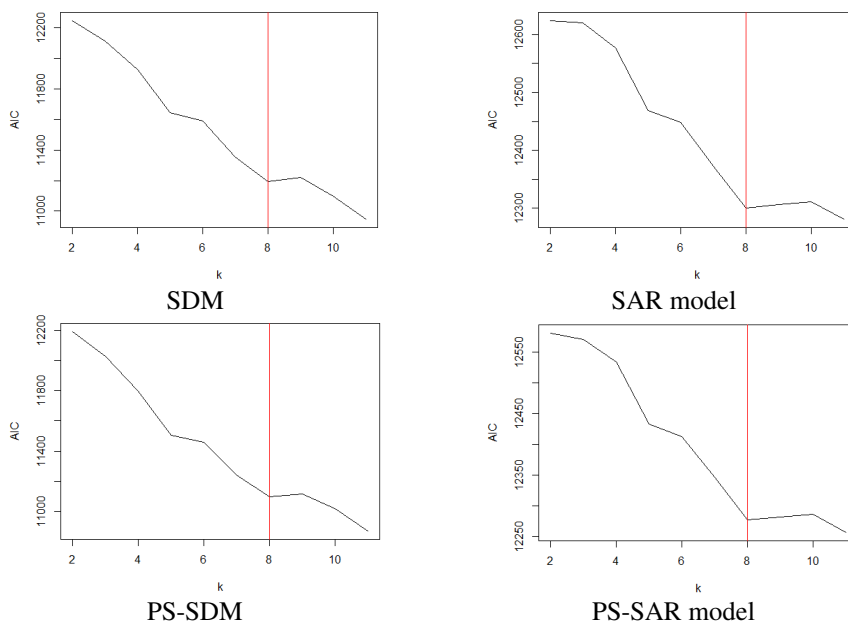 AIC
12200
11800
11400
11000
2 4 6 8 10
k
SDM
AIC
12600
12500
12400
12300
2 4 6 8 10
k
SAR model
AIC
12200
11800
11400
11000
2 4 6 8 10
k
PS-SDM
AIC
12550
12450
12350
12250
2 4 6 8 10
k
PS-SAR model